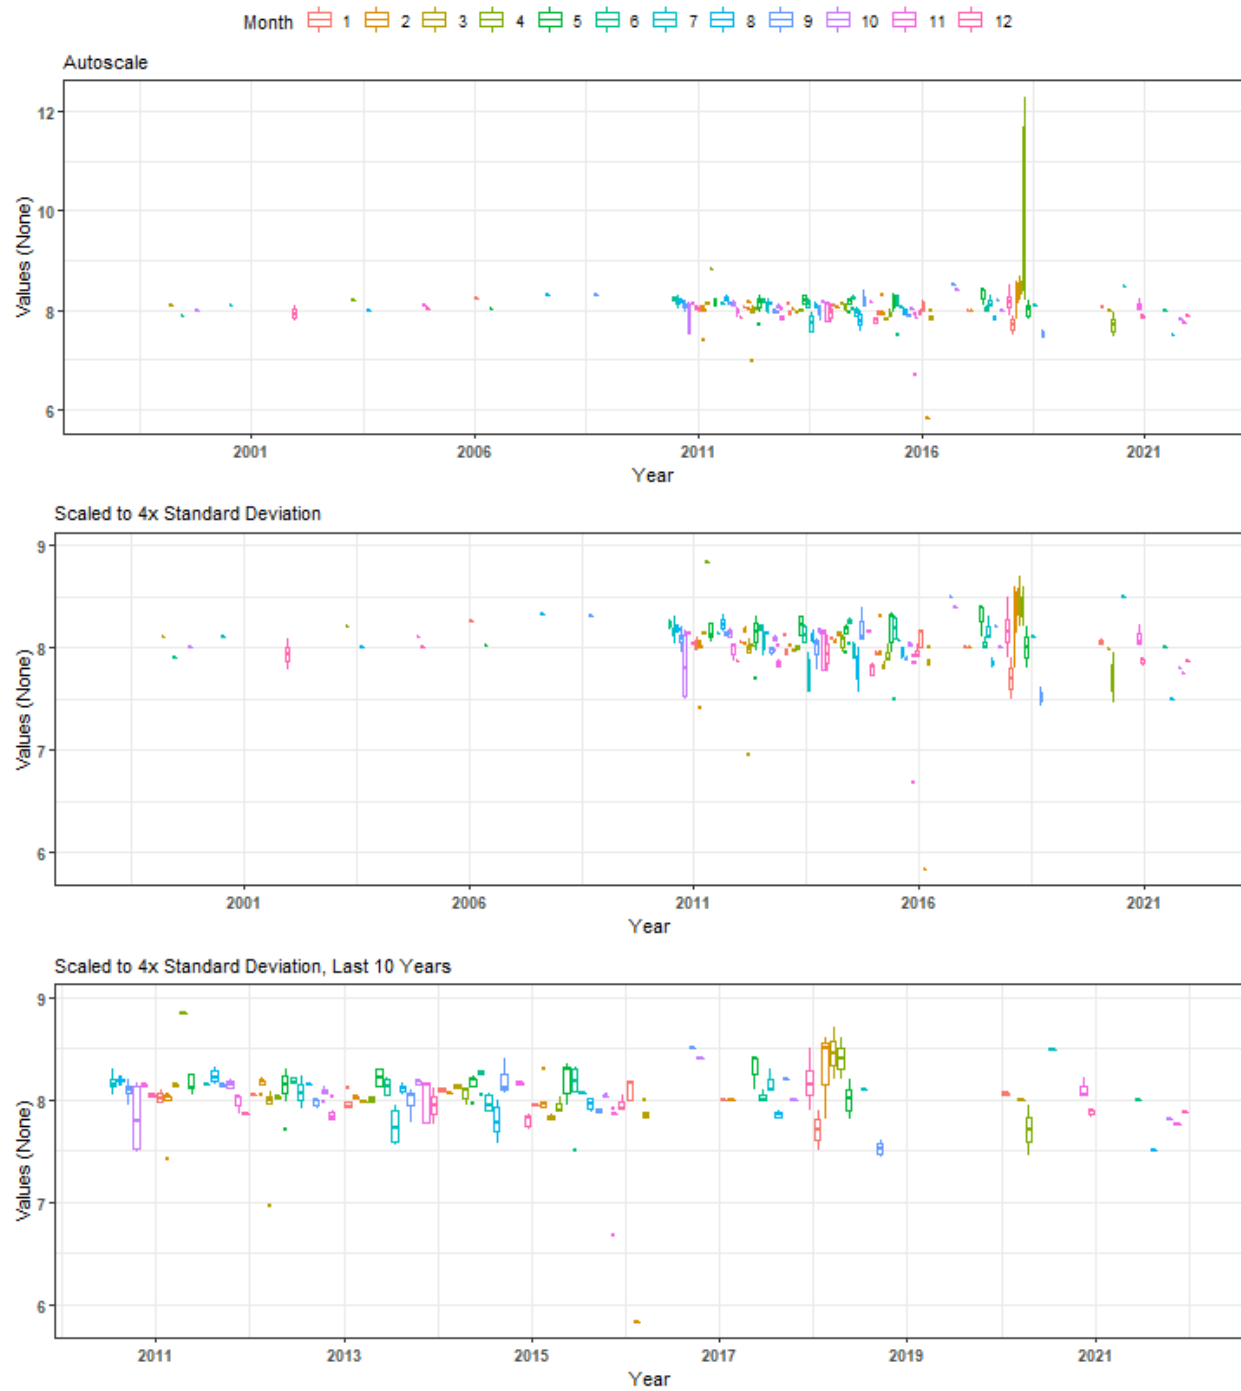 Month 1 2 3 4 5 6 7 8 9 10 11 12
Autoscale
12
10
8
6
Values (None)
2001 2006 2011 2016 2021
Year
Scaled to 4x Standard Deviation
9
8
7
6
Values (None)
2001 2006 2011 2016 2021
Year
Scaled to 4x Standard Deviation, Last 10 Years
9
8
7
6
Values (None)
2011 2013 2015 2017 2019 2021
Year